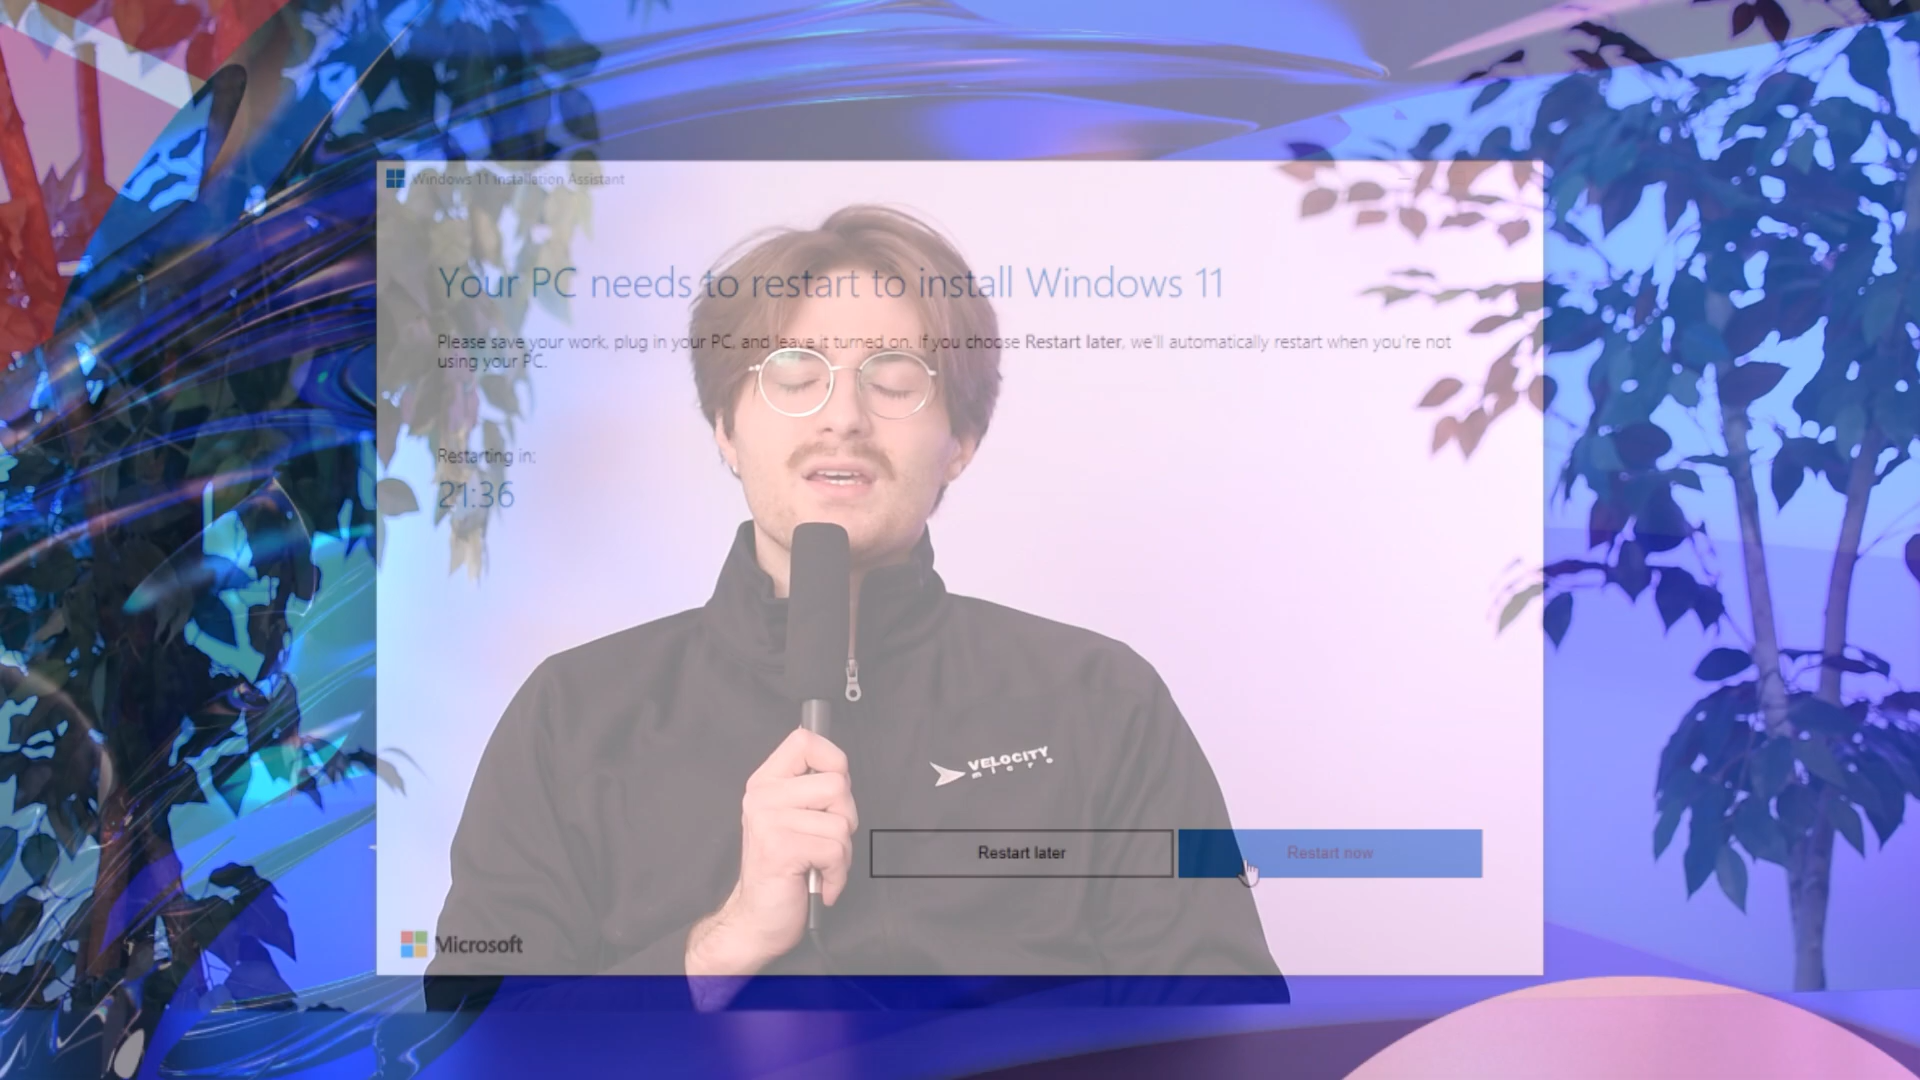 Windows 11 Installation Assistant
Your PC needs to restart to install Windows 11
Please save your work, plug in your PC, and leave it turned on. If you choose Restart later, we'll automatically restart when you're not
using your PC.
Restarting in:
21:36
VELOCITY
micro
Restart later
Restart now
Microsoft